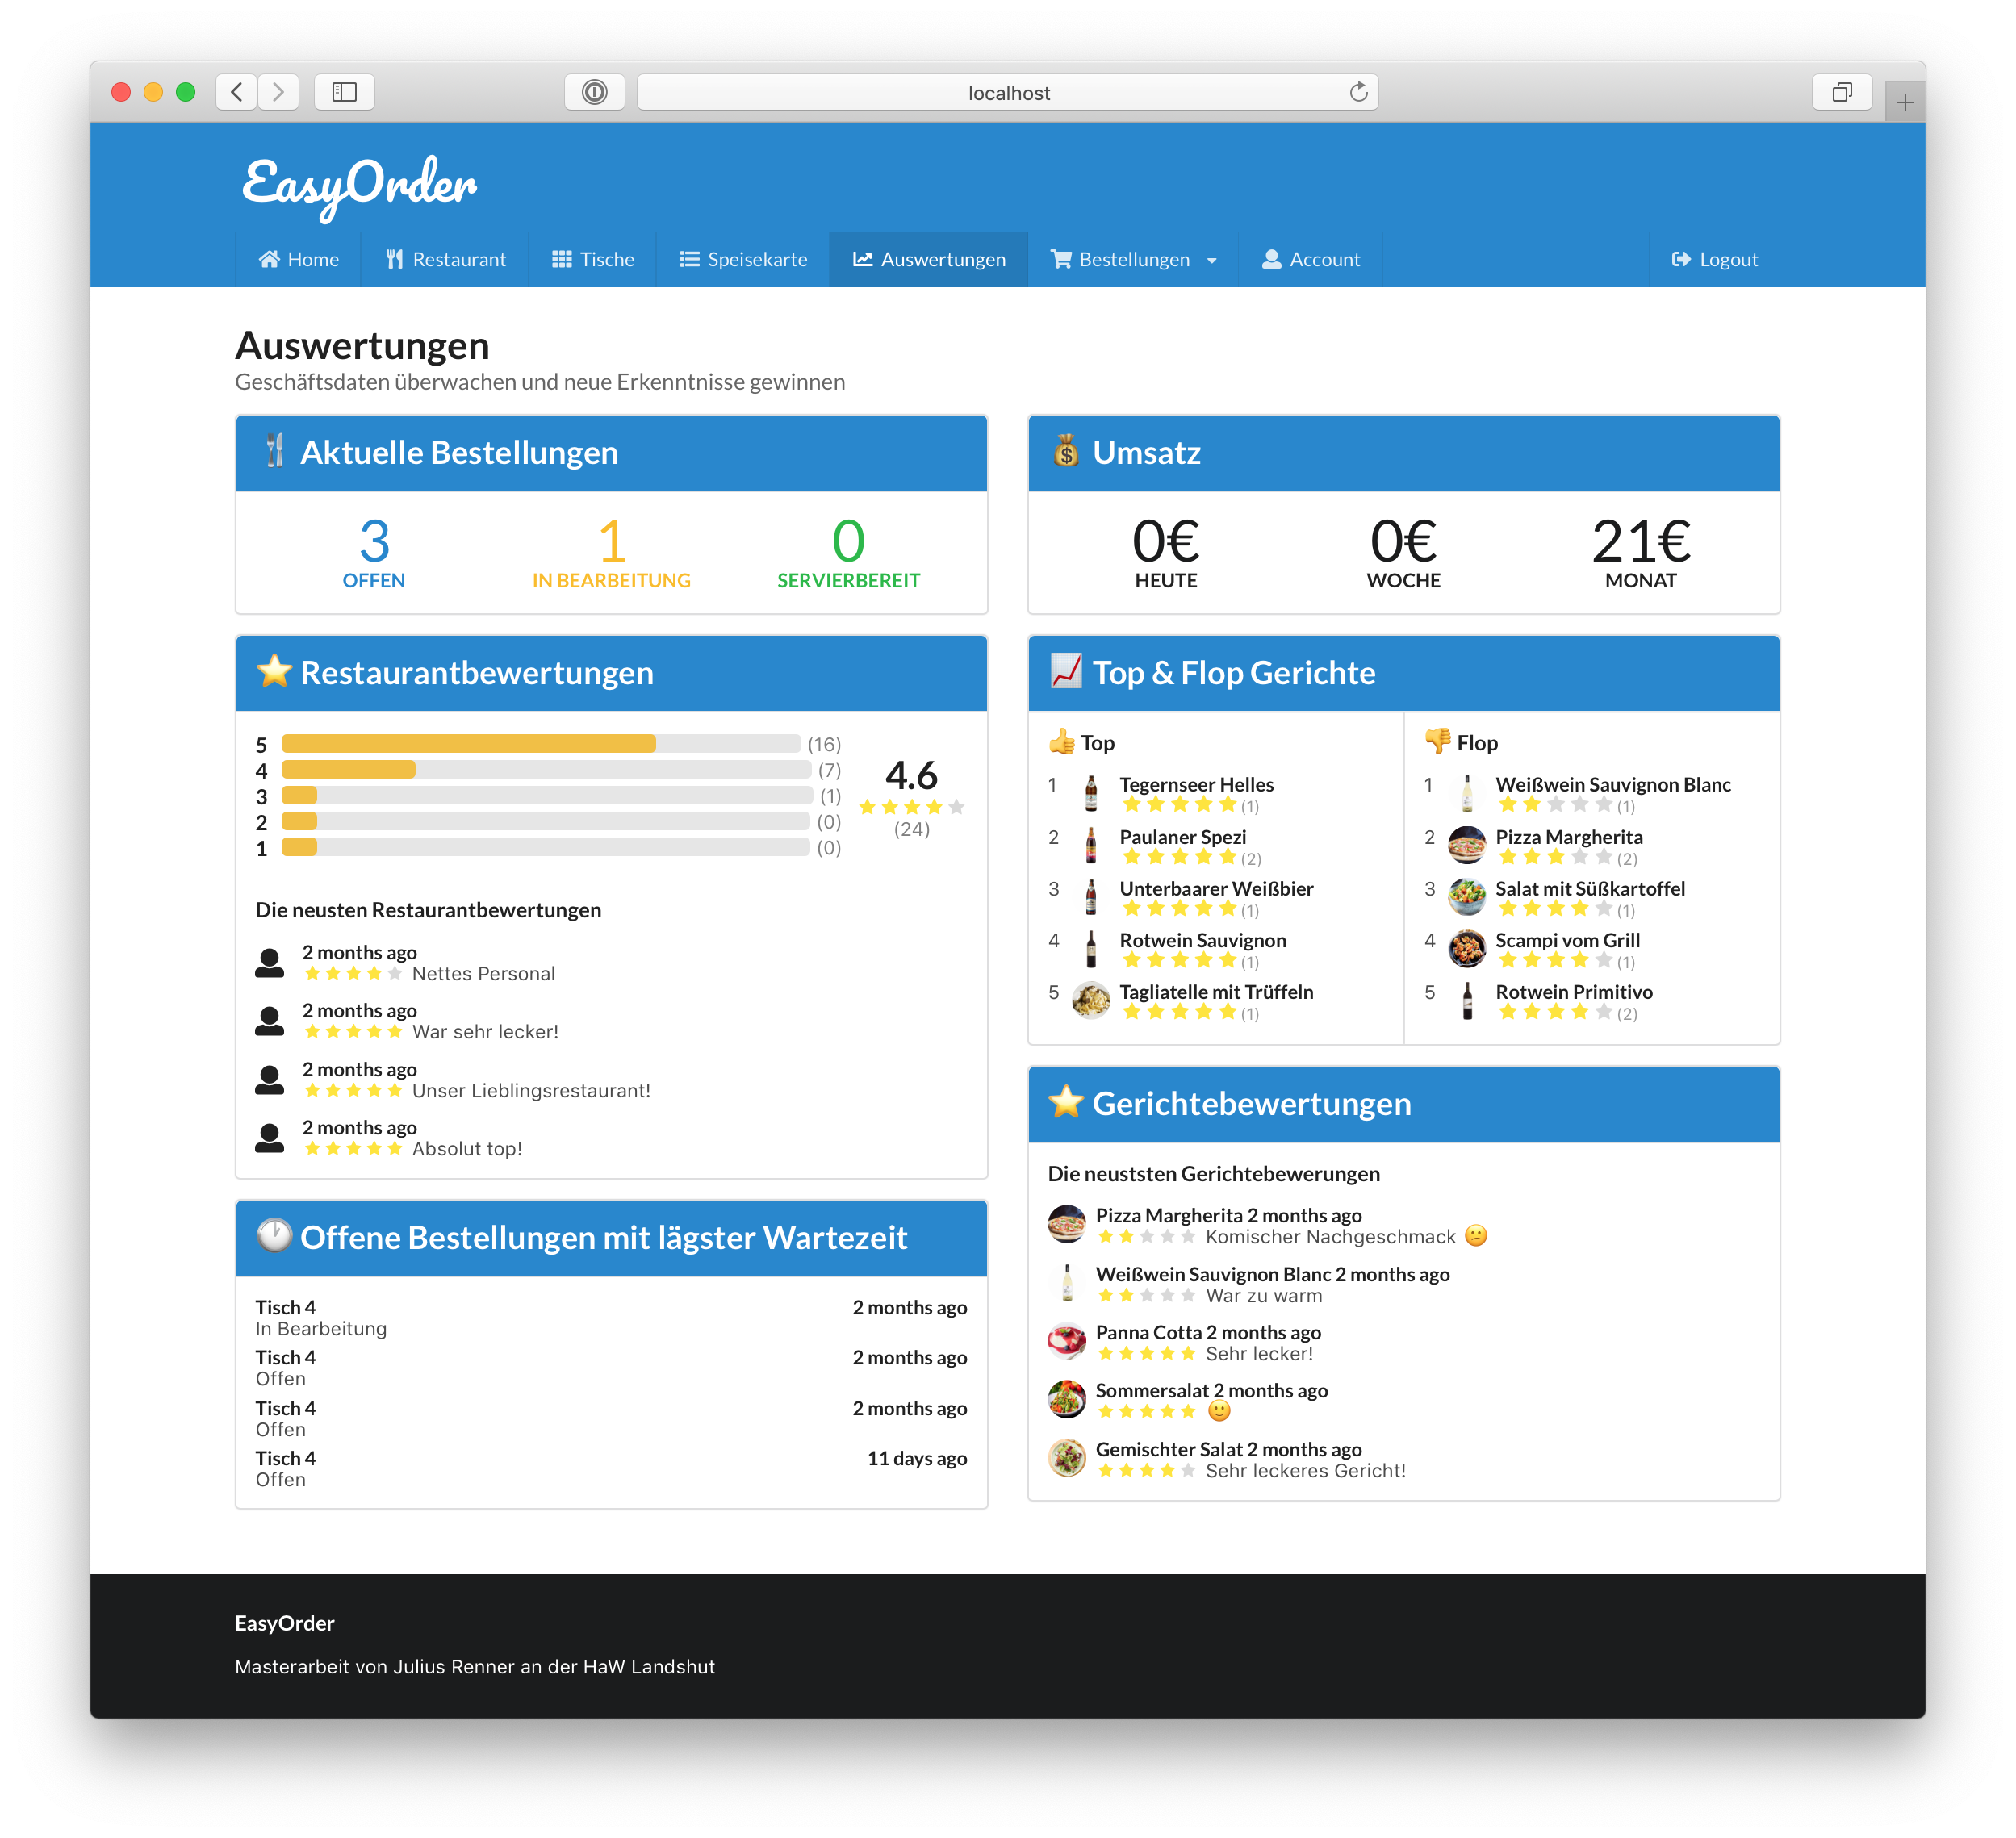 localhost
EasyOrder
Home Restaurant Tische Speisekarte Auswertungen Bestellungen Account Logout
Auswertungen
Geschäftsdaten überwachen und neue Erkenntnisse gewinnen
Aktuelle Bestellungen
3 1 0
OFFEN IN BEARBEITUNG SERVIERBEREIT
Umsatz
0€ 0€ 21€
HEUTE WOCHE MONAT
Restaurantbewertungen
5 (16)
4 (7)
3 (1)
2 (0)
1 (0)
4.6
(24)
Die neusten Restaurantbewertungen
2 months ago
Nettes Personal
2 months ago
War sehr lecker!
2 months ago
Unser Lieblingsrestaurant!
2 months ago
Absolut top!
Top & Flop Gerichte
Top
1 Tegernseer Helles
(1)
2 Paulaner Spezi
(2)
3 Unterbaarer Weißbier
(1)
4 Rotwein Sauvignon
(1)
5 Tagliatelle mit Trüffeln
(1)
Flop
1 Weißwein Sauvignon Blanc
(1)
2 Pizza Margherita
(2)
3 Salat mit Süßkartoffel
(1)
4 Scampi vom Grill
(1)
5 Rotwein Primitivo
(2)
Offene Bestellungen mit lägster Wartezeit
Tisch 4 2 months ago
In Bearbeitung
Tisch 4 2 months ago
Offen
Tisch 4 2 months ago
Offen
Tisch 4 11 days ago
Offen
Gerichtebewertungen
Die neuststen Gerichtebewerungen
Pizza Margherita 2 months ago
Komischer Nachgeschmack 😕
Weißwein Sauvignon Blanc 2 months ago
War zu warm
Panna Cotta 2 months ago
Sehr lecker!
Sommersalat 2 months ago
🙂
Gemischter Salat 2 months ago
Sehr leckeres Gericht!
EasyOrder
Masterarbeit von Julius Renner an der HaW Landshut